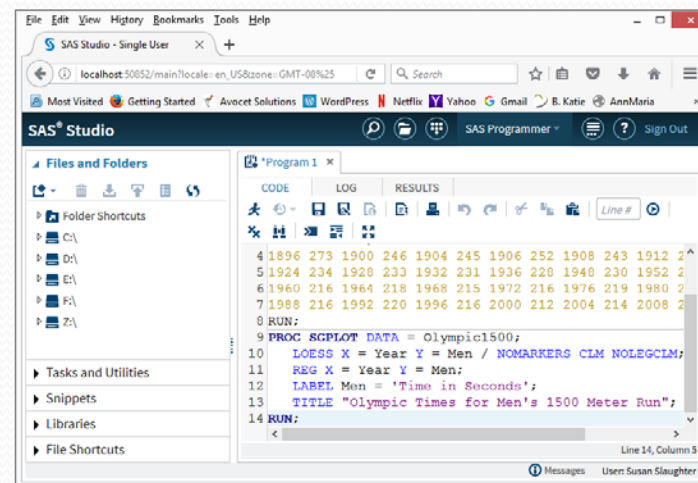 File Edit View History Bookmarks Tools Help
SAS Studio - Single User
localhost:50852/main?locale=en_US&zone=GMT-08%25
Search
Most Visited Getting Started Avocet Solutions WordPress Netflix Yahoo Gmail B. Katie AnnMaria
SAS® Studio
SAS Programmer
Sign Out
Files and Folders
Folder Shortcuts
C:\
D:\
E:\
F:\
Z:\
Tasks and Utilities
Snippets
Libraries
File Shortcuts
*Program 1
CODE LOG RESULTS
Line #
4 1896 273 1900 246 1904 245 1906 252 1908 243 1912 2
5 1924 234 1928 233 1932 231 1936 228 1948 230 1952 2
6 1960 216 1964 218 1968 215 1972 216 1976 219 1980 2
7 1988 216 1992 220 1996 216 2000 212 2004 214 2008 2
8 RUN;
9 PROC SGPLOT DATA = Olympic1500;
10 LOESS X = Year Y = Men / NOMARKERS CLM NOLEGCLM;
11 REG X = Year Y = Men;
12 LABEL Men = 'Time in Seconds';
13 TITLE "Olympic Times for Men's 1500 Meter Run";
14 RUN;
Line 14, Column 5
Messages User: Susan Slaughter